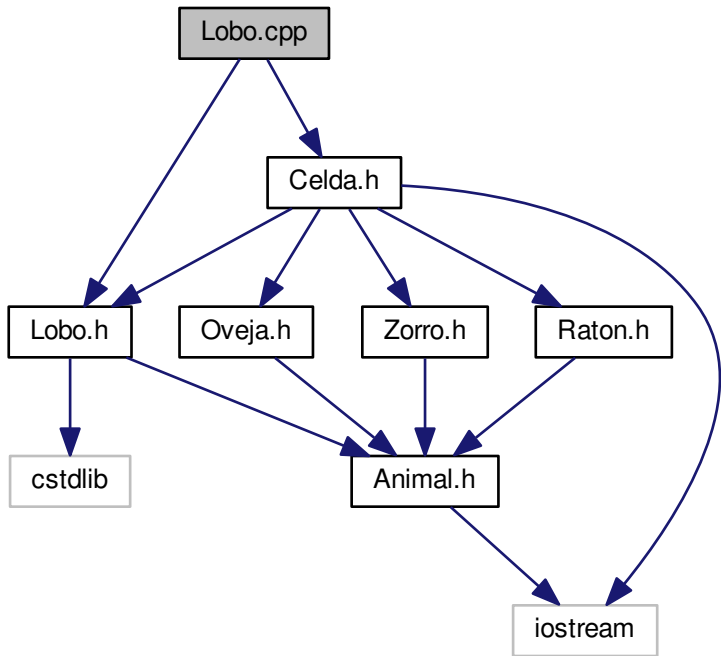 Lobo.cpp
Celda.h
Lobo.h
Oveja.h
Zorro.h
Raton.h
cstdlib
Animal.h
iostream